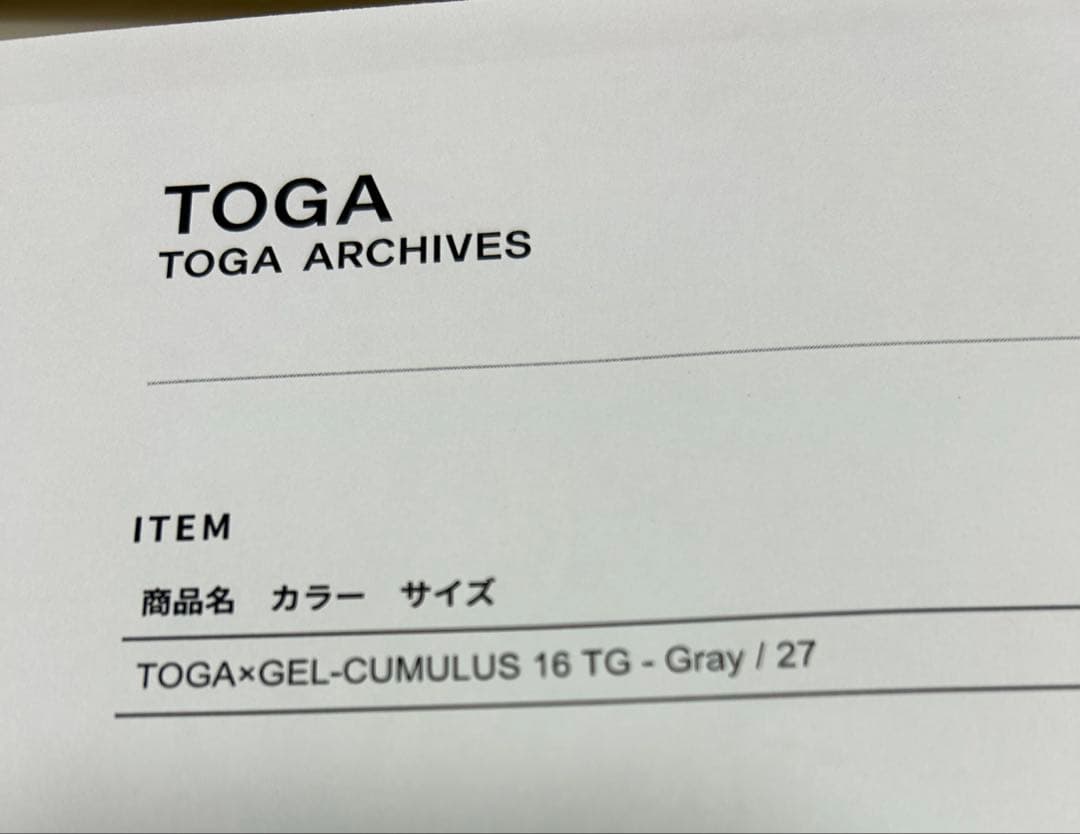 TOGA
TOGA ARCHIVES
ITEM
商品名 カラー サイズ
TOGA×GEL-CUMULUS 16 TG - Gray / 27